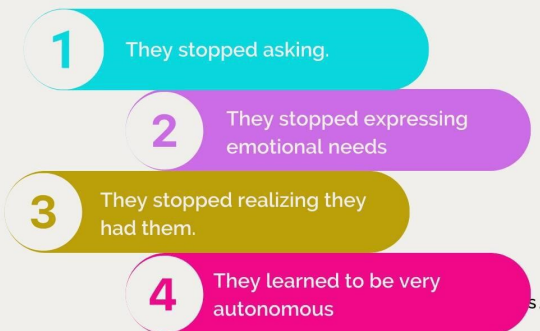 1
They stopped asking.
2
They stopped expressing
emotional needs
3
They stopped realizing they
had them.
4
They learned to be very
autonomous
s.